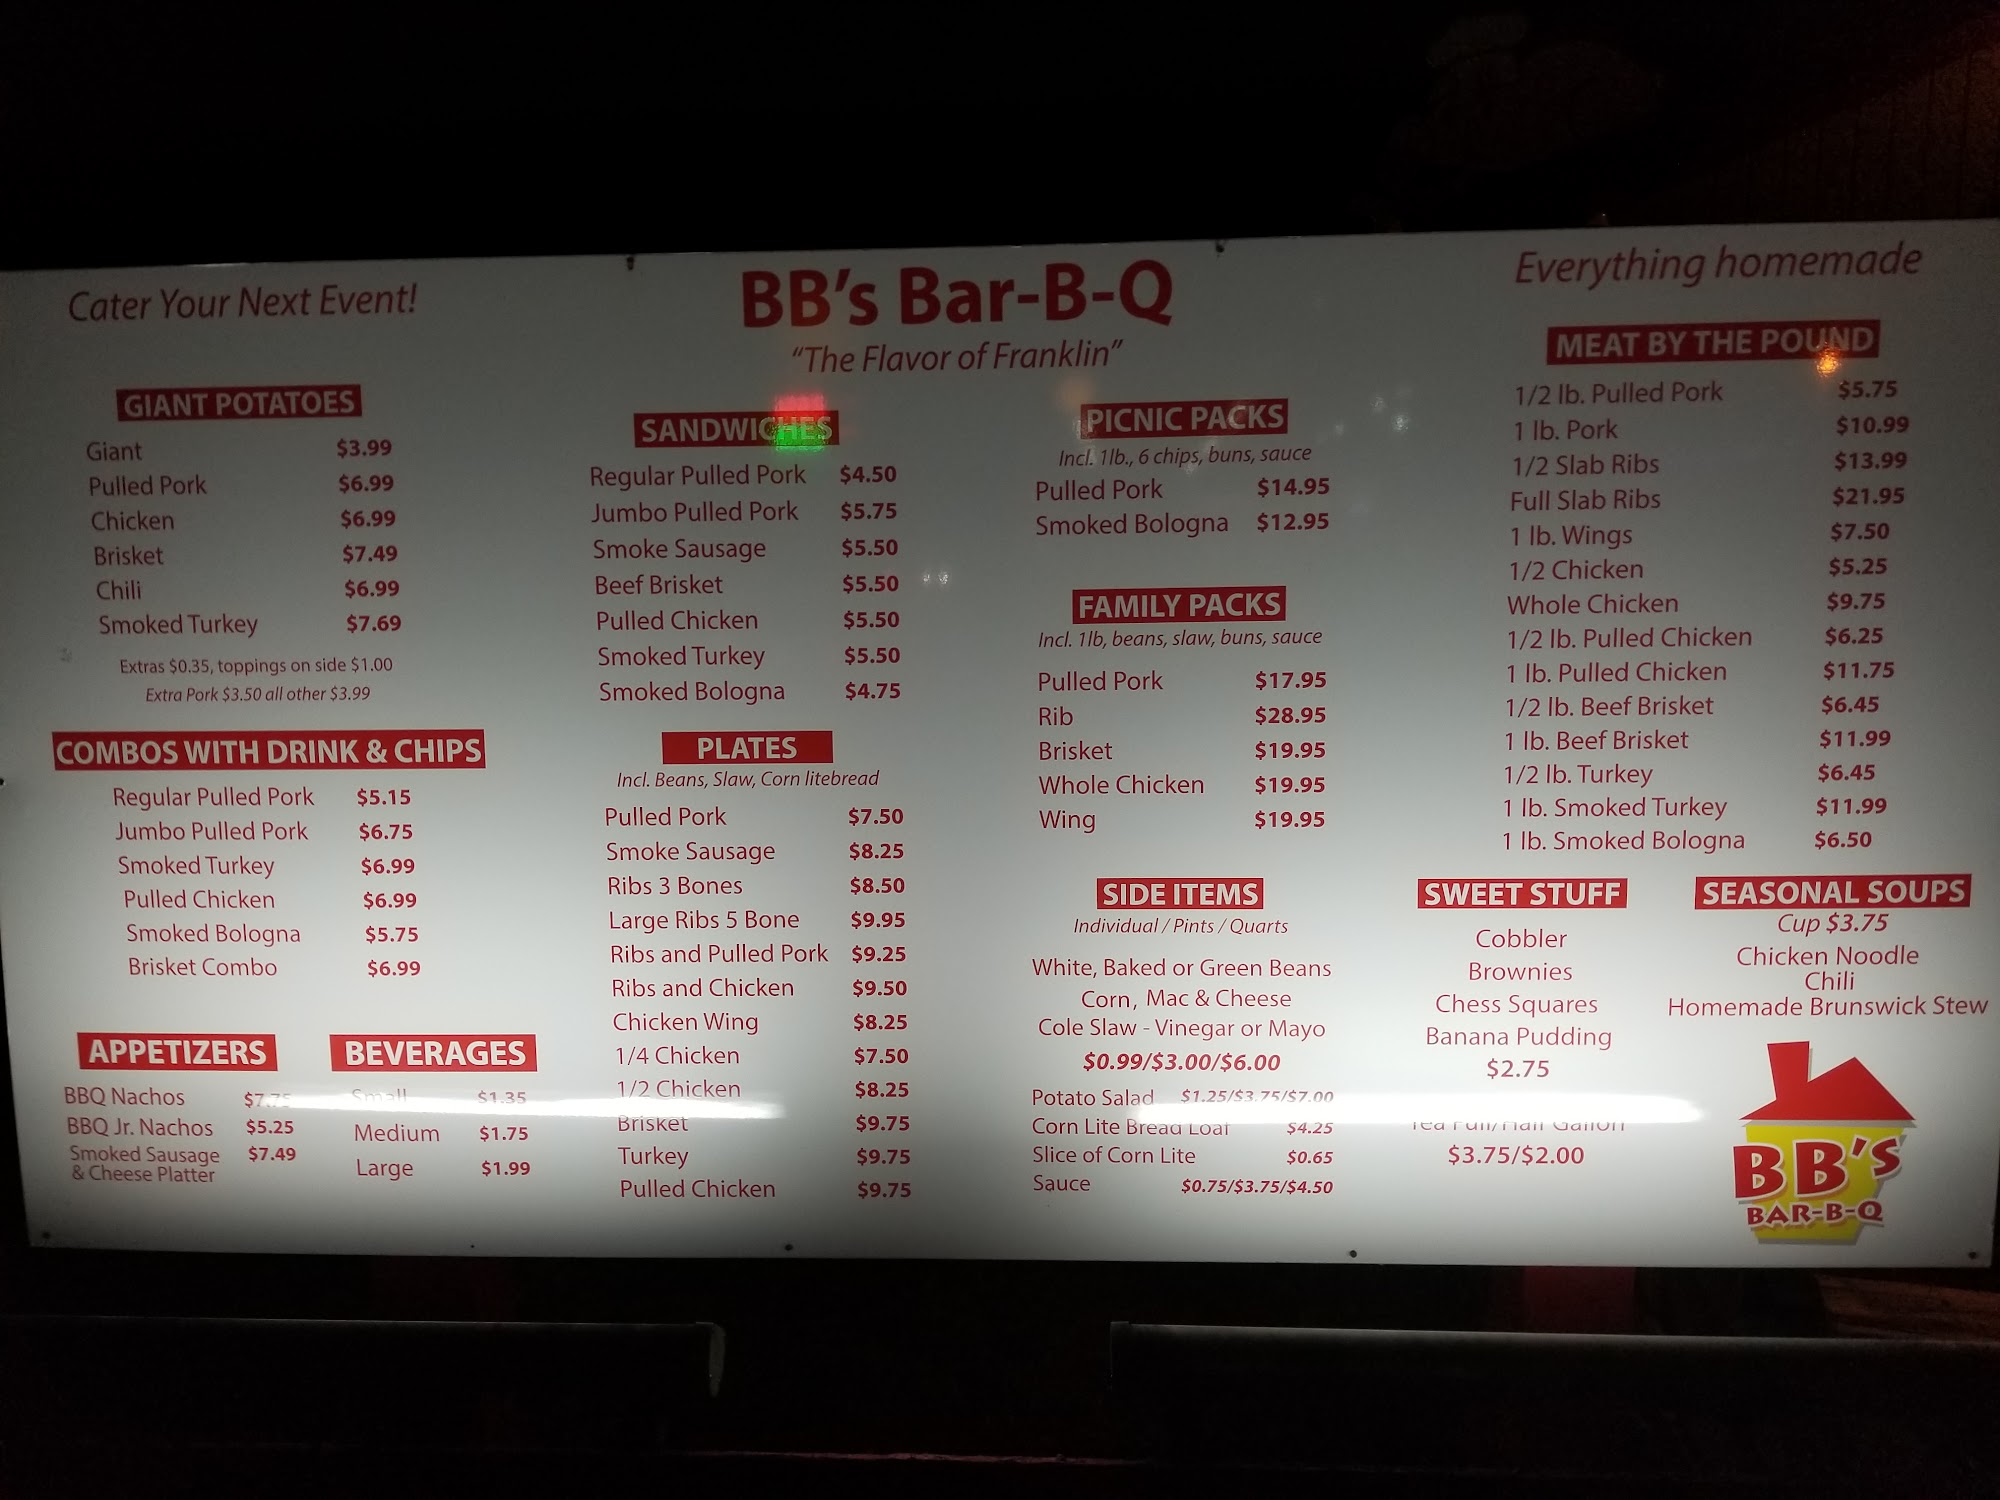 Cater Your Next Event!
BB's Bar-B-Q
"The Flavor of Franklin"
Everything homemade
GIANT POTATOES
Giant $3.99
Pulled Pork $6.99
Chicken $6.99
Brisket $7.49
Chili $6.99
Smoked Turkey $7.69
Extras $0.35, toppings on side $1.00
Extra Pork $3.50 all other $3.99
COMBOS WITH DRINK & CHIPS
Regular Pulled Pork $5.15
Jumbo Pulled Pork $6.75
Smoked Turkey $6.99
Pulled Chicken $6.99
Smoked Bologna $5.75
Brisket Combo $6.99
APPETIZERS
BBQ Nachos $7.75
BBQ Jr. Nachos $5.25
Smoked Sausage $7.49
& Cheese Platter
BEVERAGES
Small $1.35
Medium $1.75
Large $1.99
SANDWICHES
Regular Pulled Pork $4.50
Jumbo Pulled Pork $5.75
Smoke Sausage $5.50
Beef Brisket $5.50
Pulled Chicken $5.50
Smoked Turkey $5.50
Smoked Bologna $4.75
PLATES
Incl. Beans, Slaw, Corn litebread
Pulled Pork $7.50
Smoke Sausage $8.25
Ribs 3 Bones $8.50
Large Ribs 5 Bone $9.95
Ribs and Pulled Pork $9.25
Ribs and Chicken $9.50
Chicken Wing $8.25
1/4 Chicken $7.50
1/2 Chicken $8.25
Brisket $9.75
Turkey $9.75
Pulled Chicken $9.75
PICNIC PACKS
Incl. 1lb., 6 chips, buns, sauce
Pulled Pork $14.95
Smoked Bologna $12.95
FAMILY PACKS
Incl. 1lb, beans, slaw, buns, sauce
Pulled Pork $17.95
Rib $28.95
Brisket $19.95
Whole Chicken $19.95
Wing $19.95
SIDE ITEMS
Individual / Pints / Quarts
White, Baked or Green Beans
Corn, Mac & Cheese
Cole Slaw - Vinegar or Mayo
$0.99/$3.00/$6.00
Potato Salad $1.25/$3.75/$7.00
Corn Lite Bread Loaf $4.25
Slice of Corn Lite $0.65
Sauce $0.75/$3.75/$4.50
MEAT BY THE POUND
1/2 lb. Pulled Pork $5.75
1 lb. Pork $10.99
1/2 Slab Ribs $13.99
Full Slab Ribs $21.95
1 lb. Wings $7.50
1/2 Chicken $5.25
Whole Chicken $9.75
1/2 lb. Pulled Chicken $6.25
1 lb. Pulled Chicken $11.75
1/2 lb. Beef Brisket $6.45
1 lb. Beef Brisket $11.99
1/2 lb. Turkey $6.45
1 lb. Smoked Turkey $11.99
1 lb. Smoked Bologna $6.50
SWEET STUFF
Cobbler
Brownies
Chess Squares
Banana Pudding
$2.75
Tea Full/Half Gallon
$3.75/$2.00
SEASONAL SOUPS
Cup $3.75
Chicken Noodle
Chili
Homemade Brunswick Stew
BB's
BAR-B-Q